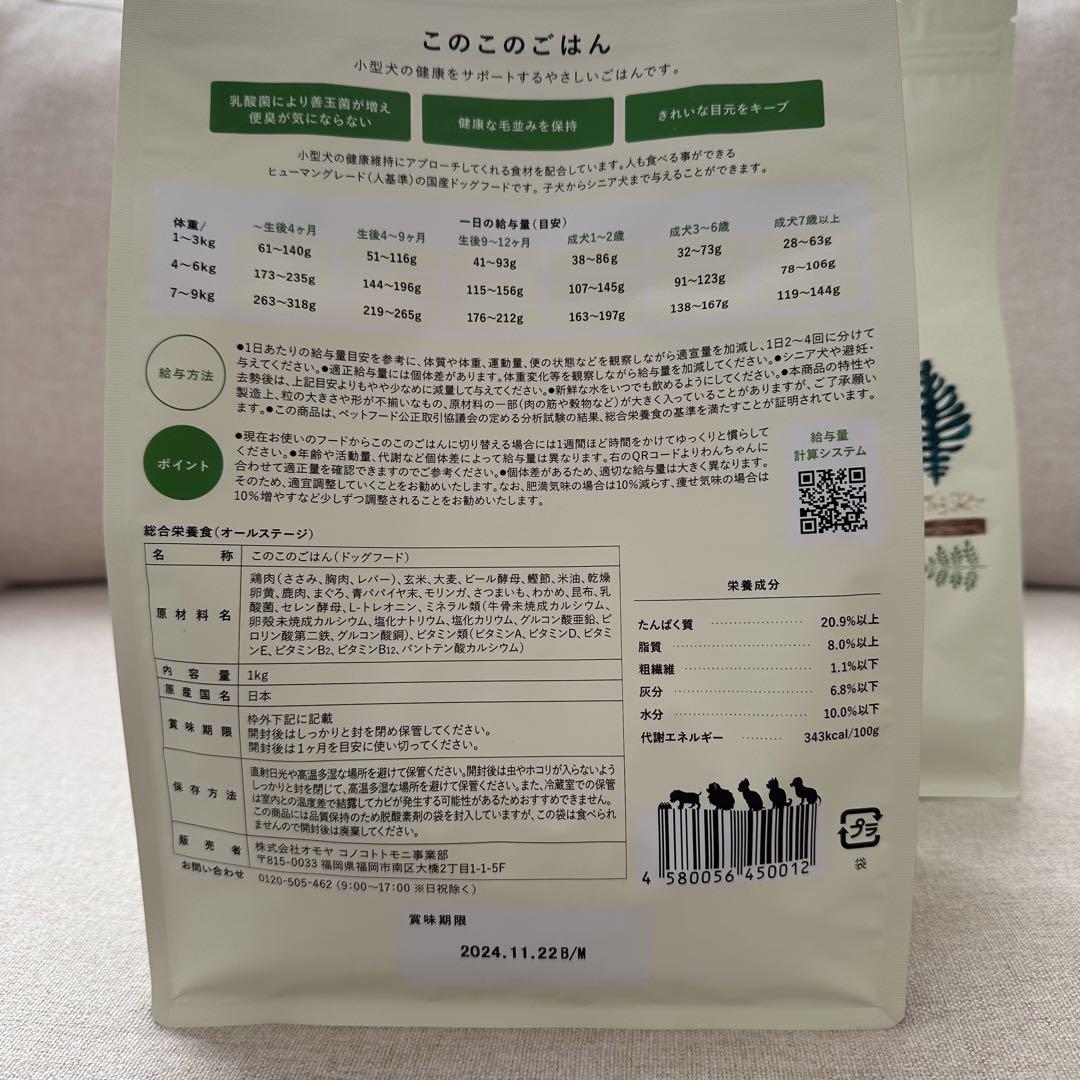 このこのごはん
小型犬の健康をサポートするやさしいごはんです。
乳酸菌により善玉菌が増え
便臭が気にならない
健康な毛並みを保持
きれいな目元をキープ
小型犬の健康維持にアプローチしてくれる食材を配合しています。人も食べる事ができる
ヒューマングレード(人基準)の国産ドッグフードです。子犬からシニア犬まで与えることができます。
一日の給与量(目安)
体重/ ～生後4ヶ月 生後4～9ヶ月 生後9～12ヶ月 成犬1～2歳 成犬3～6歳 成犬7歳以上
1～3kg 61～140g 51～116g 41～93g 38～86g 32～73g 28～63g
4～6kg 173～235g 144～196g 115～156g 107～145g 91～123g 78～106g
7～9kg 263～318g 219～265g 176～212g 163～197g 138～167g 119～144g
給与方法
●1日あたりの給与量目安を参考に、体質や体重、運動量、便の状態などを観察しながら適宜量を加減し、1日2～4回に分けて
与えてください。●適正給与量には個体差があります。体重変化等を観察しながら給与量を加減してください。●シニア犬や避妊・
去勢後は、上記目安よりもやや少なめに減量して与えてください。●新鮮な水をいつでも飲めるようにしてください。●本商品の特性や
製造上、粒の大きさや形が不揃いなもの、原材料の一部(肉の筋や穀物など)が大きく入っていることがありますが、ご了承願い
ます。●この商品は、ペットフード公正取引協議会の定める分析試験の結果、総合栄養食の基準を満たすことが証明されています。
ポイント
●現在お使いのフードからこのこのごはんに切り替える場合には1週間ほど時間をかけてゆっくりと慣らして
ください。●年齢や活動量、代謝など個体差によって給与量は異なります。右のQRコードよりわんちゃんに
合わせて適正量を確認できますのでご参考ください。●個体差があるため、適切な給与量は大きく異なります。
そのため、適宜調整していくことをお勧めいたします。なお、肥満気味の場合は10%減らす、痩せ気味の場合は
10%増やすなど少しずつ調整されることをお勧めいたします。
給与量
計算システム
総合栄養食(オールステージ)
名称 このこのごはん(ドッグフード)
原材料名
鶏肉(ささみ、胸肉、レバー)、玄米、大麦、ビール酵母、鰹節、米油、乾燥
卵黄、鹿肉、まぐろ、青パパイヤ末、モリンガ、さつまいも、わかめ、昆布、乳
酸菌、セレン酵母、L-トレオニン、ミネラル類(牛骨未焼成カルシウム、
卵殻未焼成カルシウム、塩化ナトリウム、塩化カリウム、グルコン酸亜鉛、ピ
ロリン酸第二鉄、グルコン酸銅)、ビタミン類(ビタミンA、ビタミンD、ビタミ
ンE、ビタミンB2、ビタミンB12、パントテン酸カルシウム)
内容量 1kg
原産国名 日本
賞味期限
枠外下記に記載
開封後はしっかりと封を閉め保管してください。
開封後は1ヶ月を目安に使い切ってください。
保存方法
直射日光や高温多湿な場所を避けて保管ください。開封後は虫やホコリが入らないよう
しっかりと封を閉じて、高温多湿な場所を避けて保管ください。また、冷蔵室での保管
は室内との温度差で結露してカビが発生する可能性があるためおすすめできません。
この商品には品質保持のため脱酸素剤の袋を封入していますが、この袋は食べられ
ませんので開封後は廃棄してください。
販売者
株式会社オモヤ コノコトトモニ事業部
〒815-0033 福岡県福岡市南区大橋2丁目1-1-5F
お問い合わせ 0120-505-462 (9:00～17:00 ※日祝除く)
栄養成分
たんぱく質 20.9%以上
脂質 8.0%以上
粗繊維 1.1%以下
灰分 6.8%以下
水分 10.0%以下
代謝エネルギー 343kcal/100g
4 580056 450012
プラ
袋
賞味期限
2024.11.22B/M